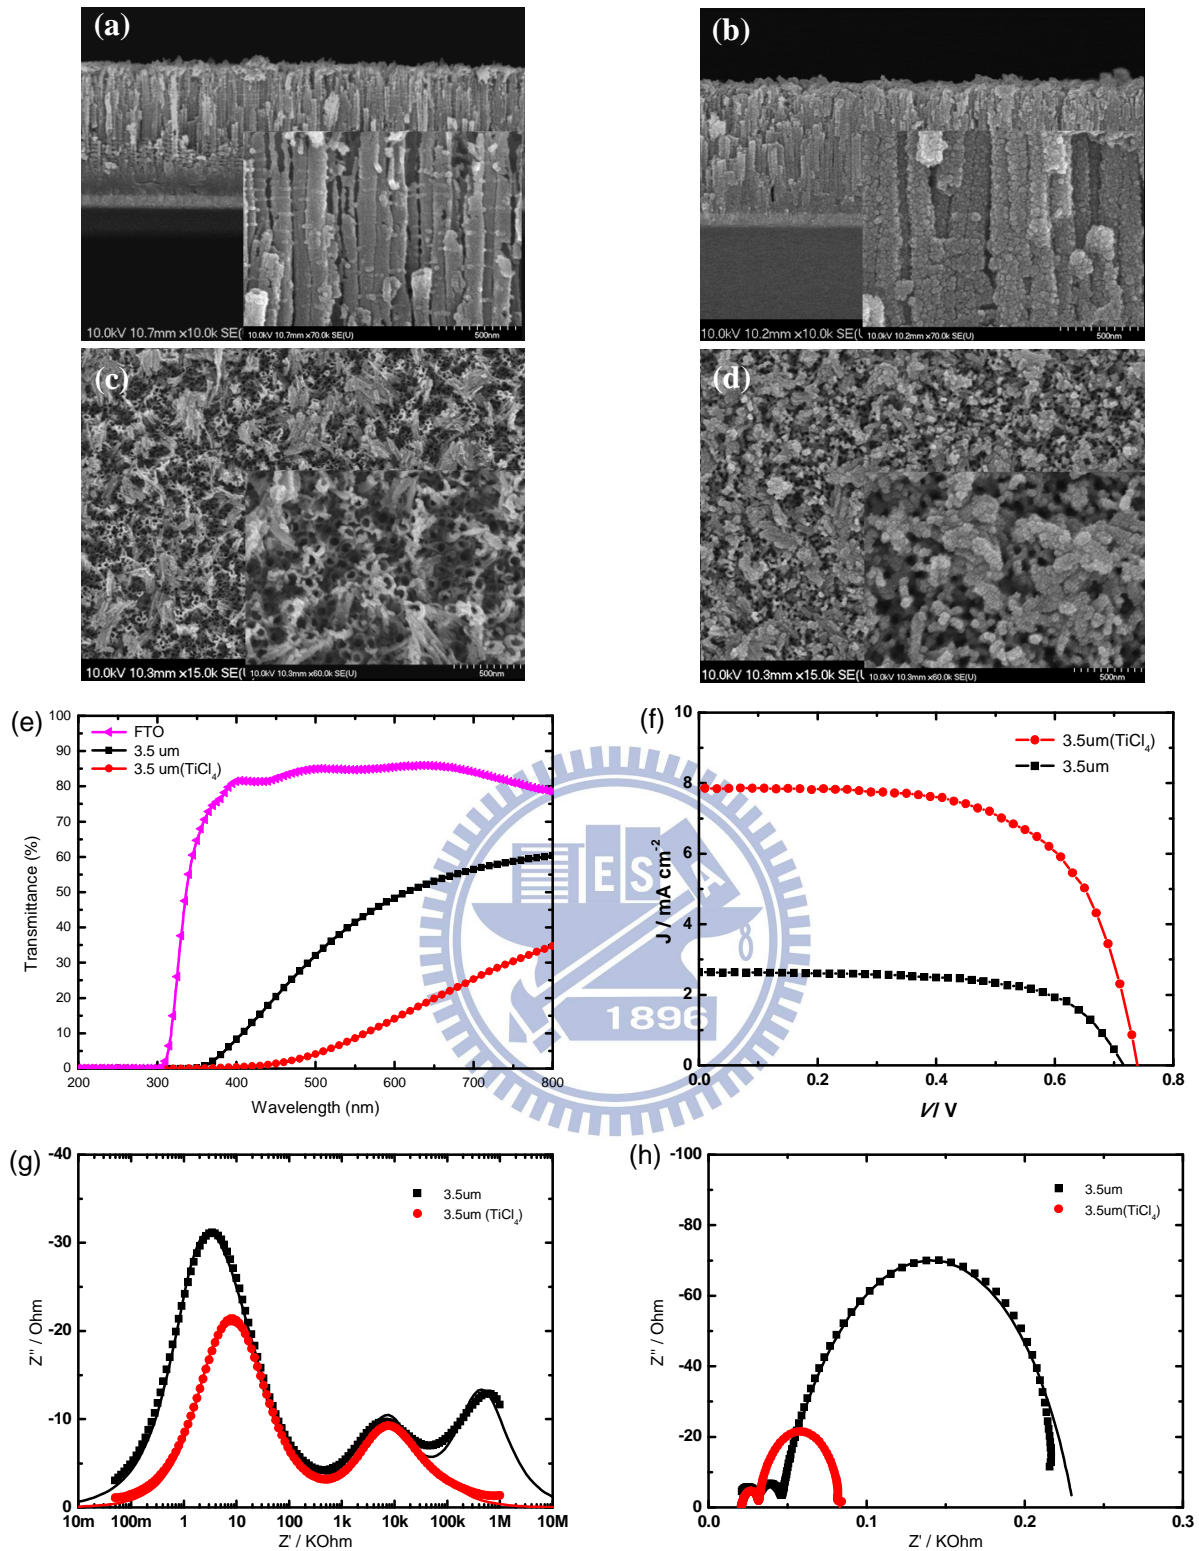 (a)
(b)
10.0kV 10.7mm x10.0k SE(U
10.0kV 10.7mm x70.0k SE(U)
500nm
10.0kV 10.2mm x10.0k SE(U
10.0kV 10.2mm x70.0k SE(U)
500nm
(c)
(d)
10.0kV 10.3mm x15.0k SE(U
10.0kV 10.3mm x60.0k SE(U)
500nm
10.0kV 10.3mm x15.0k SE(U
10.0kV 10.3mm x60.0k SE(U)
500nm
(e)
FTO
3.5 um
3.5 um(TiCl4)
Transmittance (%)
100
90
80
70
60
50
40
30
20
10
0
200
300
400
500
600
700
800
Wavelength (nm)
(f)
3.5um(TiCl4)
3.5um
J / mA cm-2
10
8
6
4
2
0
0.0
0.2
0.4
0.6
0.8
V/ V
ESA
1896
(g)
3.5um
3.5um (TiCl4)
Z'' / Ohm
-40
-30
-20
-10
0
10m
100m
1
10
100
1k
10k
100k
1M
10M
Z' / KOhm
(h)
3.5um
3.5um(TiCl4)
Z'' / Ohm
-100
-80
-60
-40
-20
0
0.0
0.1
0.2
0.3
Z' / KOhm